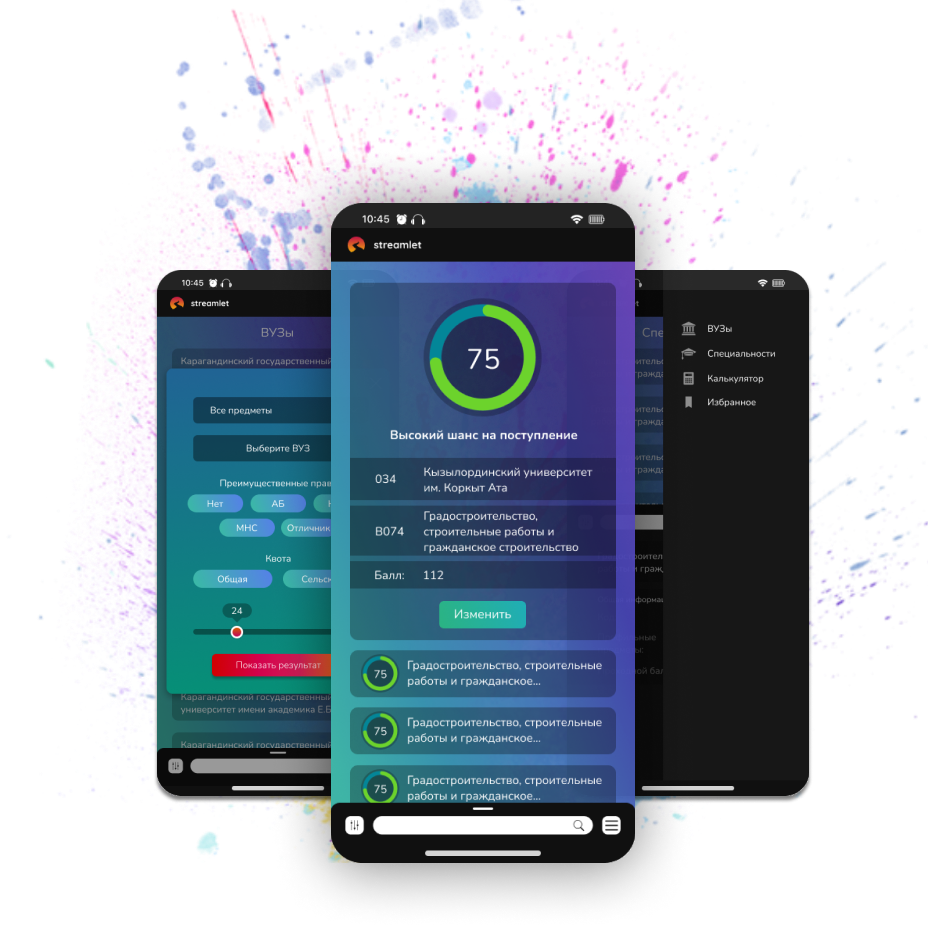 10:45
streamlet
75
Высокий шанс на поступление
034
Кызылординский университет
им. Коркыт Ата
B074
Градостроительство,
строительные работы и
гражданское строительство
Балл:
112
Изменить
75
Градостроительство, строительные
работы и гражданское...
75
Градостроительство, строительные
работы и гражданское...
75
Градостроительство, строительные
работы и гражданское...
10:45
streamlet
ВУЗы
Карагандинский государственный
Все предметы
Выберите ВУЗ
Преимущественные прав
Нет
АБ
МНС
Отличник
Квота
Общая
Сельск
24
Показать результат
Карагандинский государственный
университет имени академика Е.Б
Карагандинский государственный
Спе
ВУЗы
Специальности
Калькулятор
Избранное